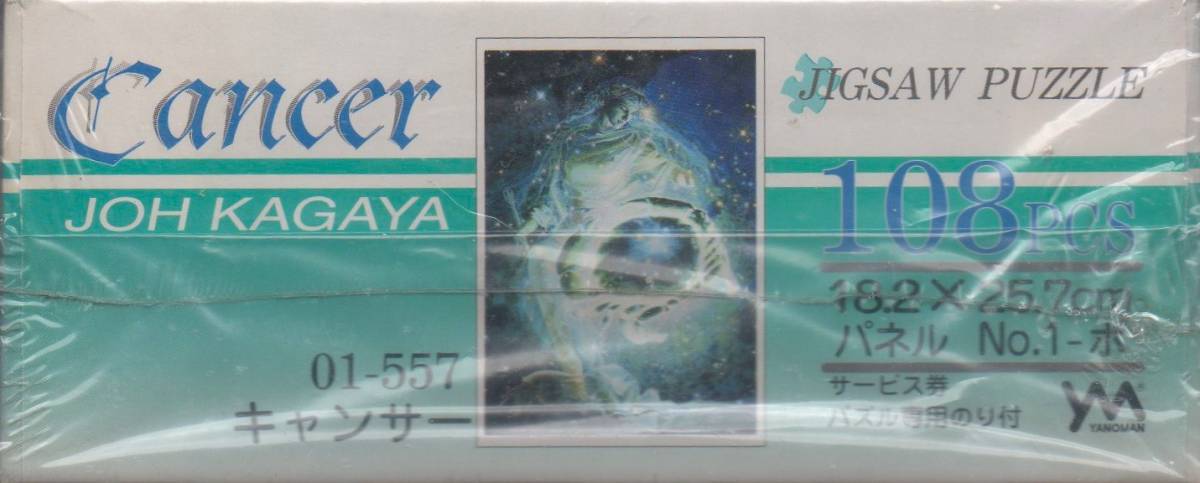 Cancer
JOH KAGAYA
01-557
キャンサー
JIGSAW PUZZLE
108PCS
18.2×25.7cm
パネル No.1-ホ
サービス券
パズル専用のり付
YM®
YANOMAN